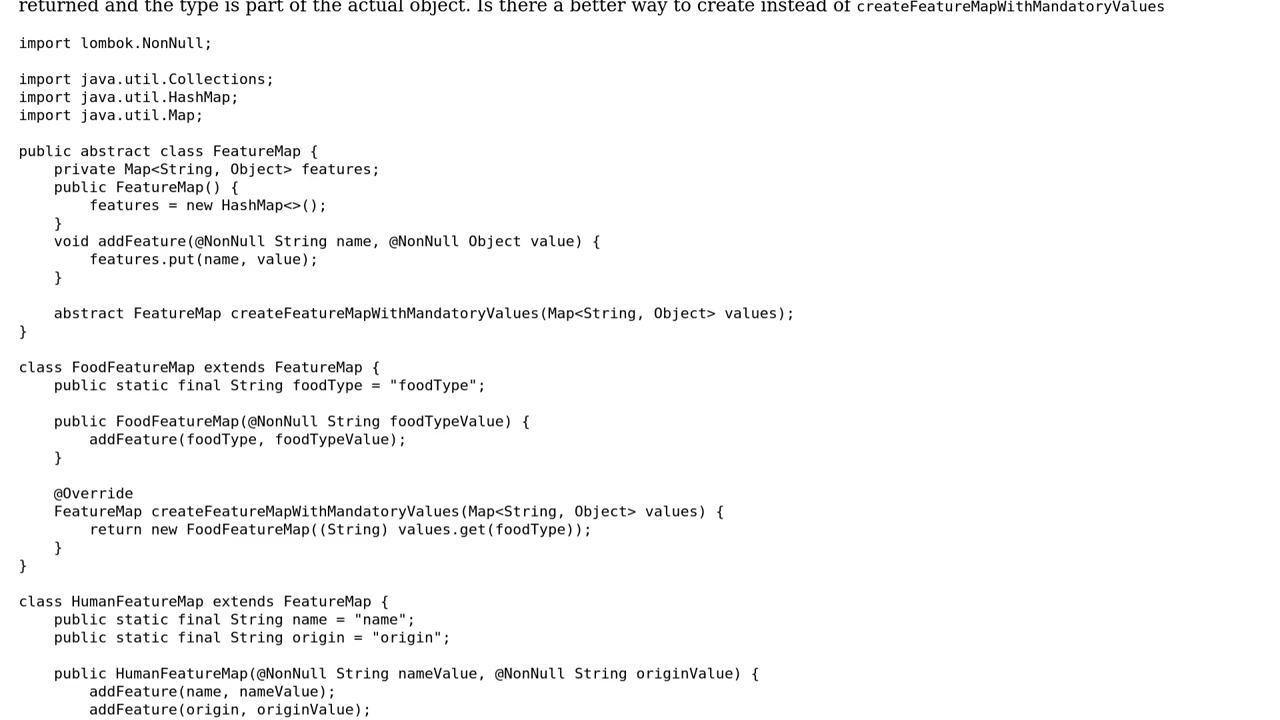 returned and the type is part of the actual object. Is there a better way to create instead of createFeatureMapWithMandatoryValues
import lombok.NonNull;
import java.util.Collections;
import java.util.HashMap;
import java.util.Map;
public abstract class FeatureMap {
    private Map<String, Object> features;
    public FeatureMap() {
        features = new HashMap<>();
    }
    void addFeature(@NonNull String name, @NonNull Object value) {
        features.put(name, value);
    }
    abstract FeatureMap createFeatureMapWithMandatoryValues(Map<String, Object> values);
}
class FoodFeatureMap extends FeatureMap {
    public static final String foodType = "foodType";
    public FoodFeatureMap(@NonNull String foodTypeValue) {
        addFeature(foodType, foodTypeValue);
    }
    @Override
    FeatureMap createFeatureMapWithMandatoryValues(Map<String, Object> values) {
        return new FoodFeatureMap((String) values.get(foodType));
    }
}
class HumanFeatureMap extends FeatureMap {
    public static final String name = "name";
    public static final String origin = "origin";
    public HumanFeatureMap(@NonNull String nameValue, @NonNull String originValue) {
        addFeature(name, nameValue);
        addFeature(origin, originValue);